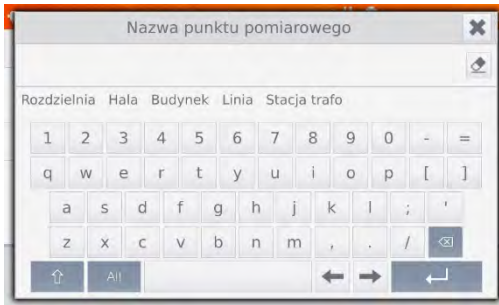 Nazwa punktu pomiarowego
Rozdzielnia Hala Budynek Linia Stacja trafo
1 2 3 4 5 6 7 8 9 0 - =
q w e r t y u i o p [ ]
a s d f g h j k l ; '
z x c v b n m , . /
Alt